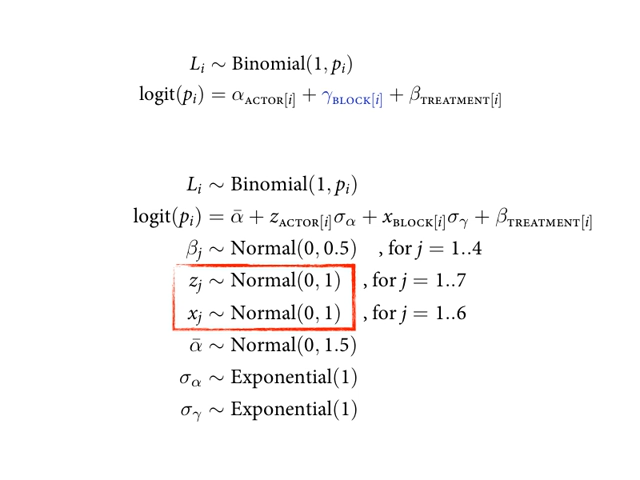 L_i ∼ Binomial(1, p_i)
logit(p_i) = α_ACTOR[i] + γ_BLOCK[i] + β_TREATMENT[i]
L_i ∼ Binomial(1, p_i)
logit(p_i) = ᾱ + z_ACTOR[i]σ_α + x_BLOCK[i]σ_γ + β_TREATMENT[i]
β_j ∼ Normal(0, 0.5) , for j = 1..4
z_j ∼ Normal(0, 1) , for j = 1..7
x_j ∼ Normal(0, 1) , for j = 1..6
ᾱ ∼ Normal(0, 1.5)
σ_α ∼ Exponential(1)
σ_γ ∼ Exponential(1)